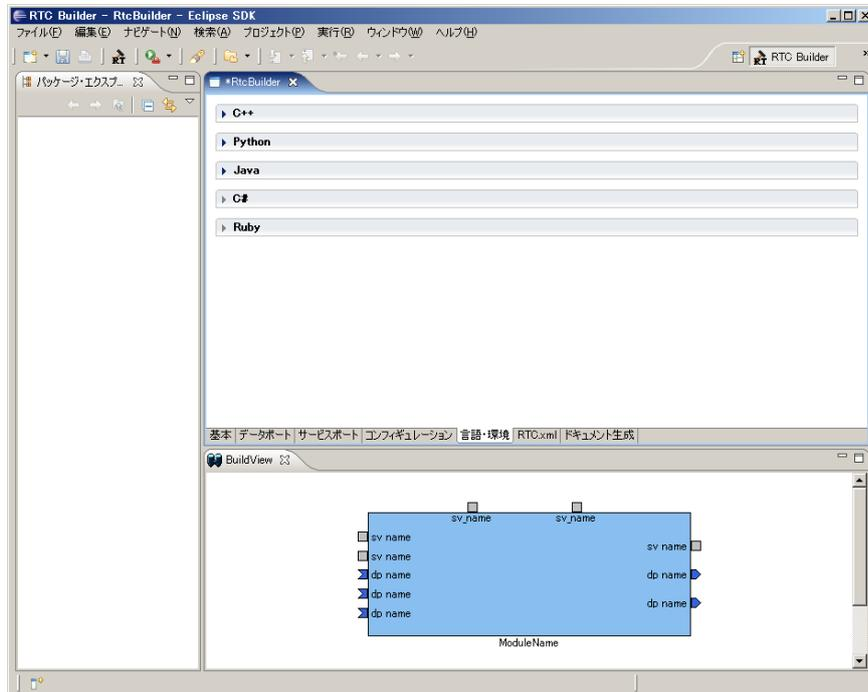 RTC Builder - RtcBuilder - Eclipse SDK
ファイル(F) 編集(E) ナビゲート(N) 検索(A) プロジェクト(P) 実行(R) ウィンドウ(W) ヘルプ(H)
RTC Builder
パッケージ・エクスプ...
*RtcBuilder
C++
Python
Java
C#
Ruby
基本 データポート サービスポート コンフィギュレーション 言語・環境 RTC.xml ドキュメント生成
BuildView
sv_name sv_name
sv name
sv name
sv name
dp name
dp name
dp name
dp name
dp name
ModuleName